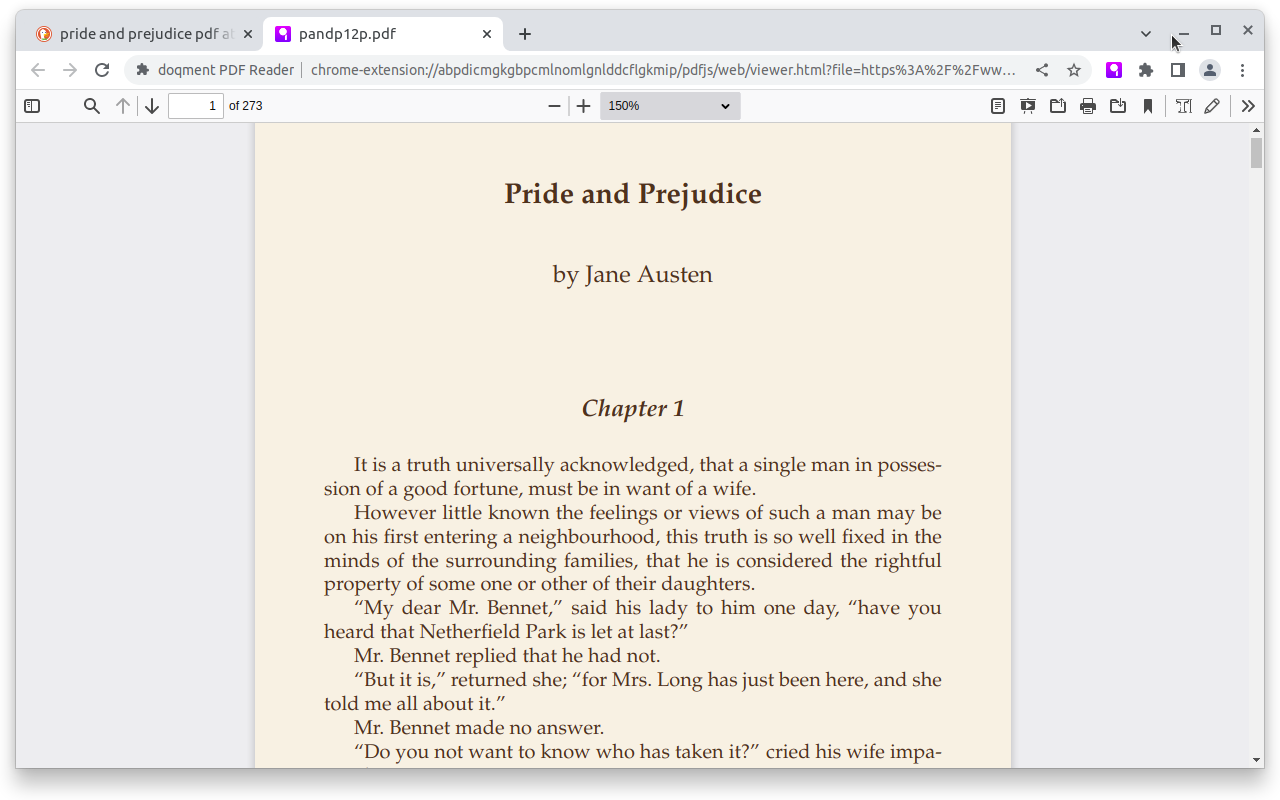 pride and prejudice pdf at
pandp12p.pdf
doqment PDF Reader
chrome-extension://abpdicmgkgbpcmlnomlgnlddcflgkmip/pdfjs/web/viewer.html?file=https%3A%2F%2Fww…
1 of 273
150%
Pride and Prejudice
by Jane Austen
Chapter 1
It is a truth universally acknowledged, that a single man in posses-
sion of a good fortune, must be in want of a wife.
However little known the feelings or views of such a man may be
on his first entering a neighbourhood, this truth is so well fixed in the
minds of the surrounding families, that he is considered the rightful
property of some one or other of their daughters.
“My dear Mr. Bennet,” said his lady to him one day, “have you
heard that Netherfield Park is let at last?”
Mr. Bennet replied that he had not.
“But it is,” returned she; “for Mrs. Long has just been here, and she
told me all about it.”
Mr. Bennet made no answer.
“Do you not want to know who has taken it?” cried his wife impa-